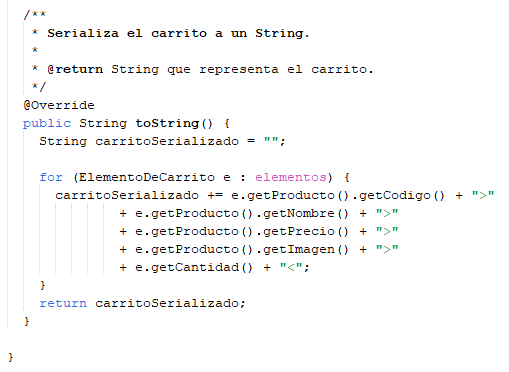 /**
 * Serializa el carrito a un String.
 *
 * @return String que representa el carrito.
 */
@Override
public String toString() {
  String carritoSerializado = "";

  for (ElementoDeCarrito e : elementos) {
    carritoSerializado += e.getProducto().getCodigo() + ">"
            + e.getProducto().getNombre() + ">"
            + e.getProducto().getPrecio() + ">"
            + e.getProducto().getImagen() + ">"
            + e.getCantidad() + "<";
  }
  return carritoSerializado;
}

}